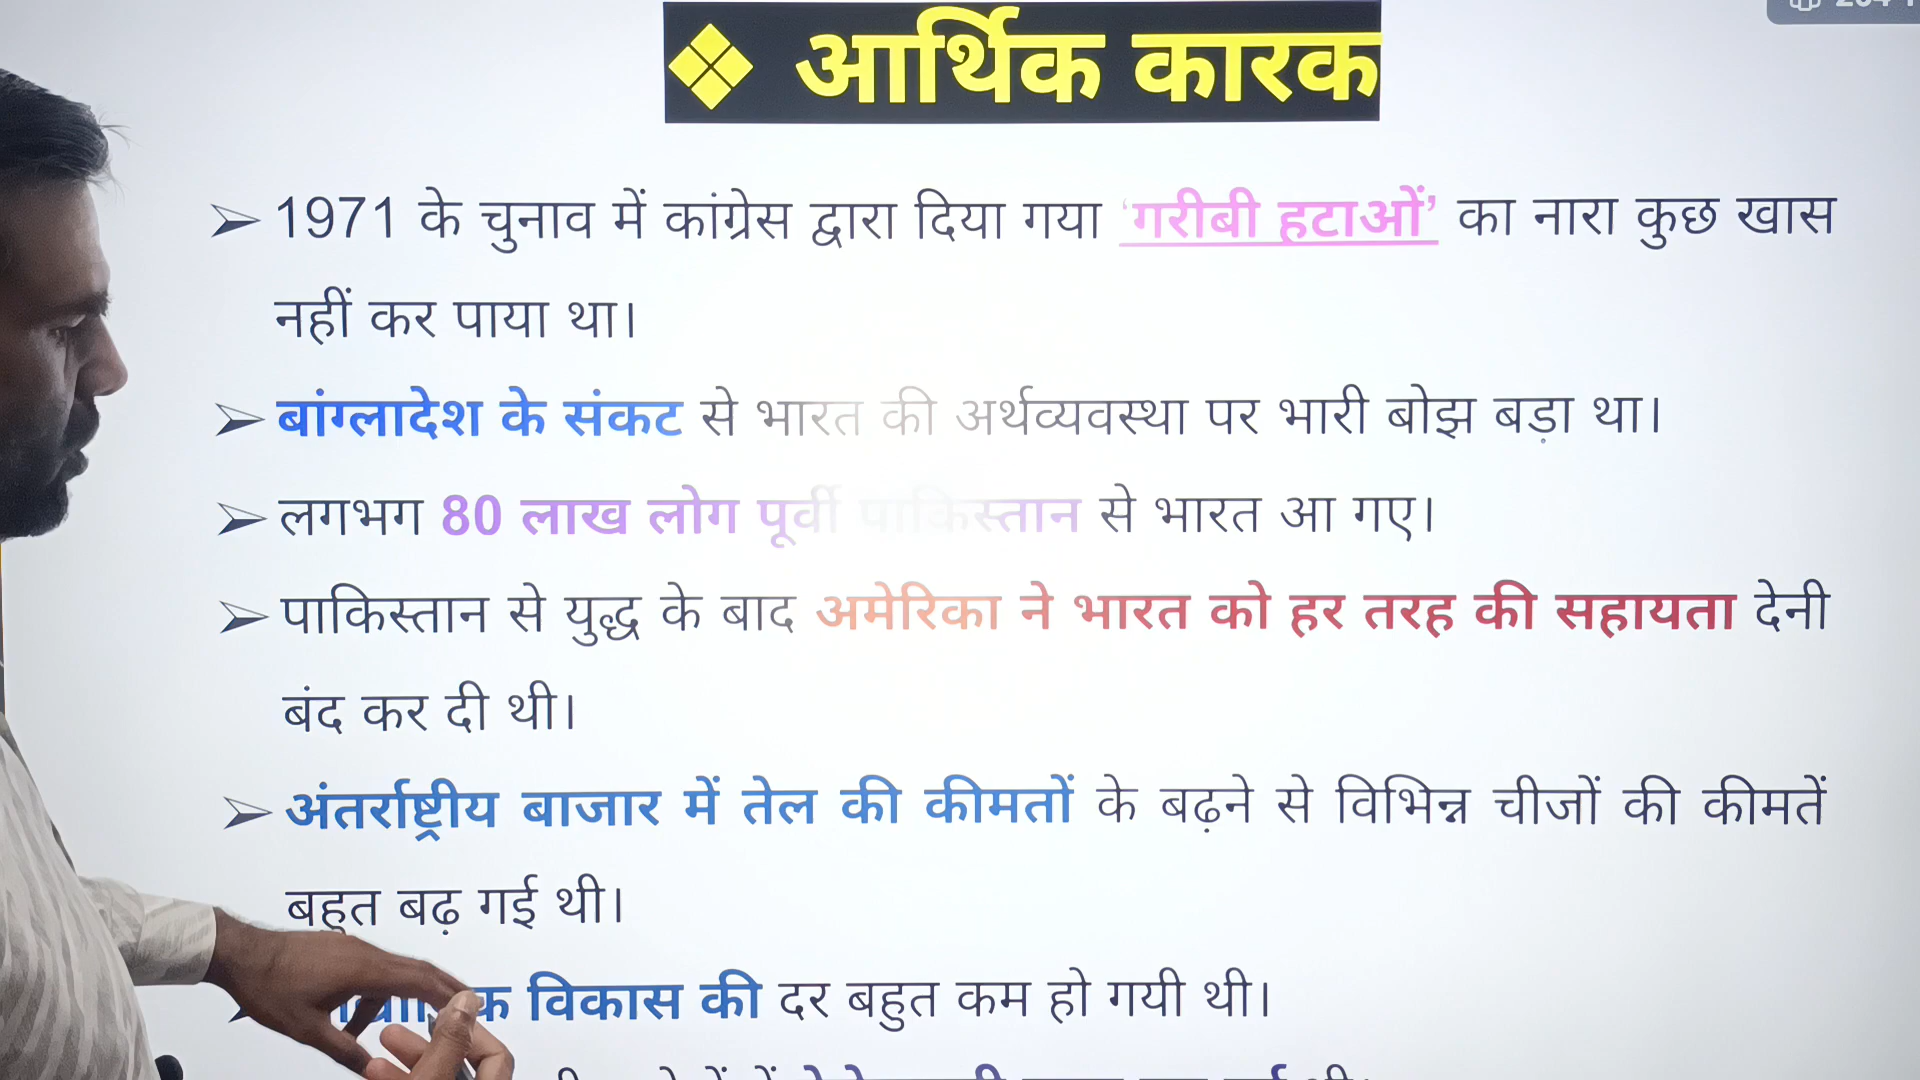 ❖ आर्थिक कारक
➢ 1971 के चुनाव में कांग्रेस द्वारा दिया गया ‘गरीबी हटाओं’ का नारा कुछ खास
नहीं कर पाया था।
➢ बांग्लादेश के संकट से भारत की अर्थव्यवस्था पर भारी बोझ बड़ा था।
➢ लगभग 80 लाख लोग पूर्वी पाकिस्तान से भारत आ गए।
➢ पाकिस्तान से युद्ध के बाद अमेरिका ने भारत को हर तरह की सहायता देनी
बंद कर दी थी।
➢ अंतर्राष्ट्रीय बाजार में तेल की कीमतों के बढ़ने से विभिन्न चीजों की कीमतें
बहुत बढ़ गई थी।
विकास की दर बहुत कम हो गयी थी।